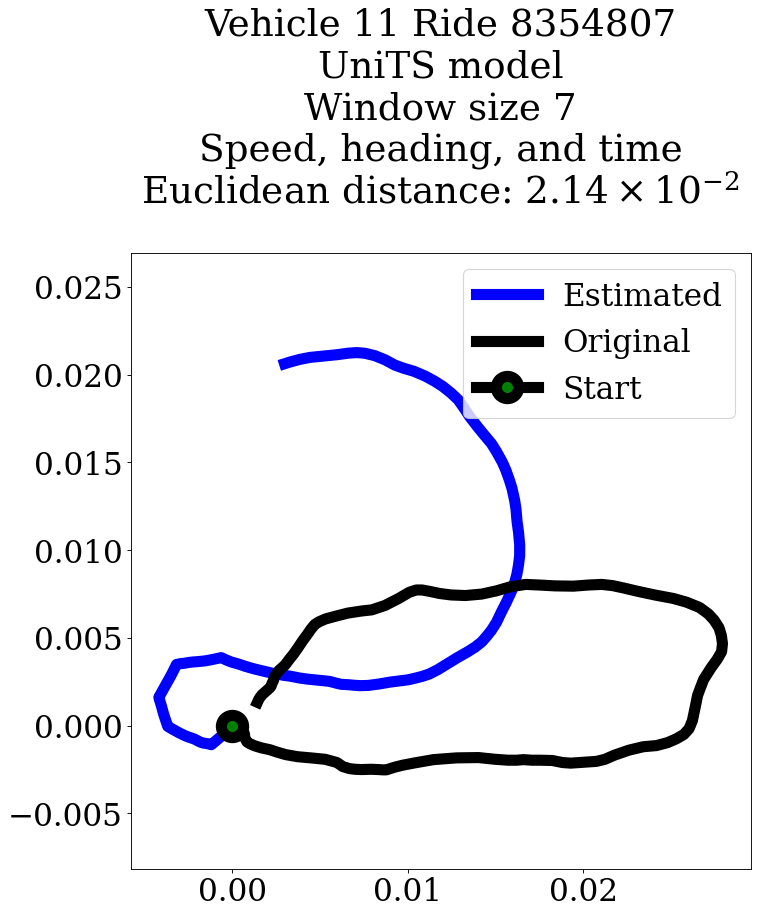 Vehicle 11 Ride 8354807
UniTS model
Window size 7
Speed, heading, and time
Euclidean distance: 2.14 × 10⁻²
Estimated
Original
Start
0.025
0.020
0.015
0.010
0.005
0.000
−0.005
0.00 0.01 0.02